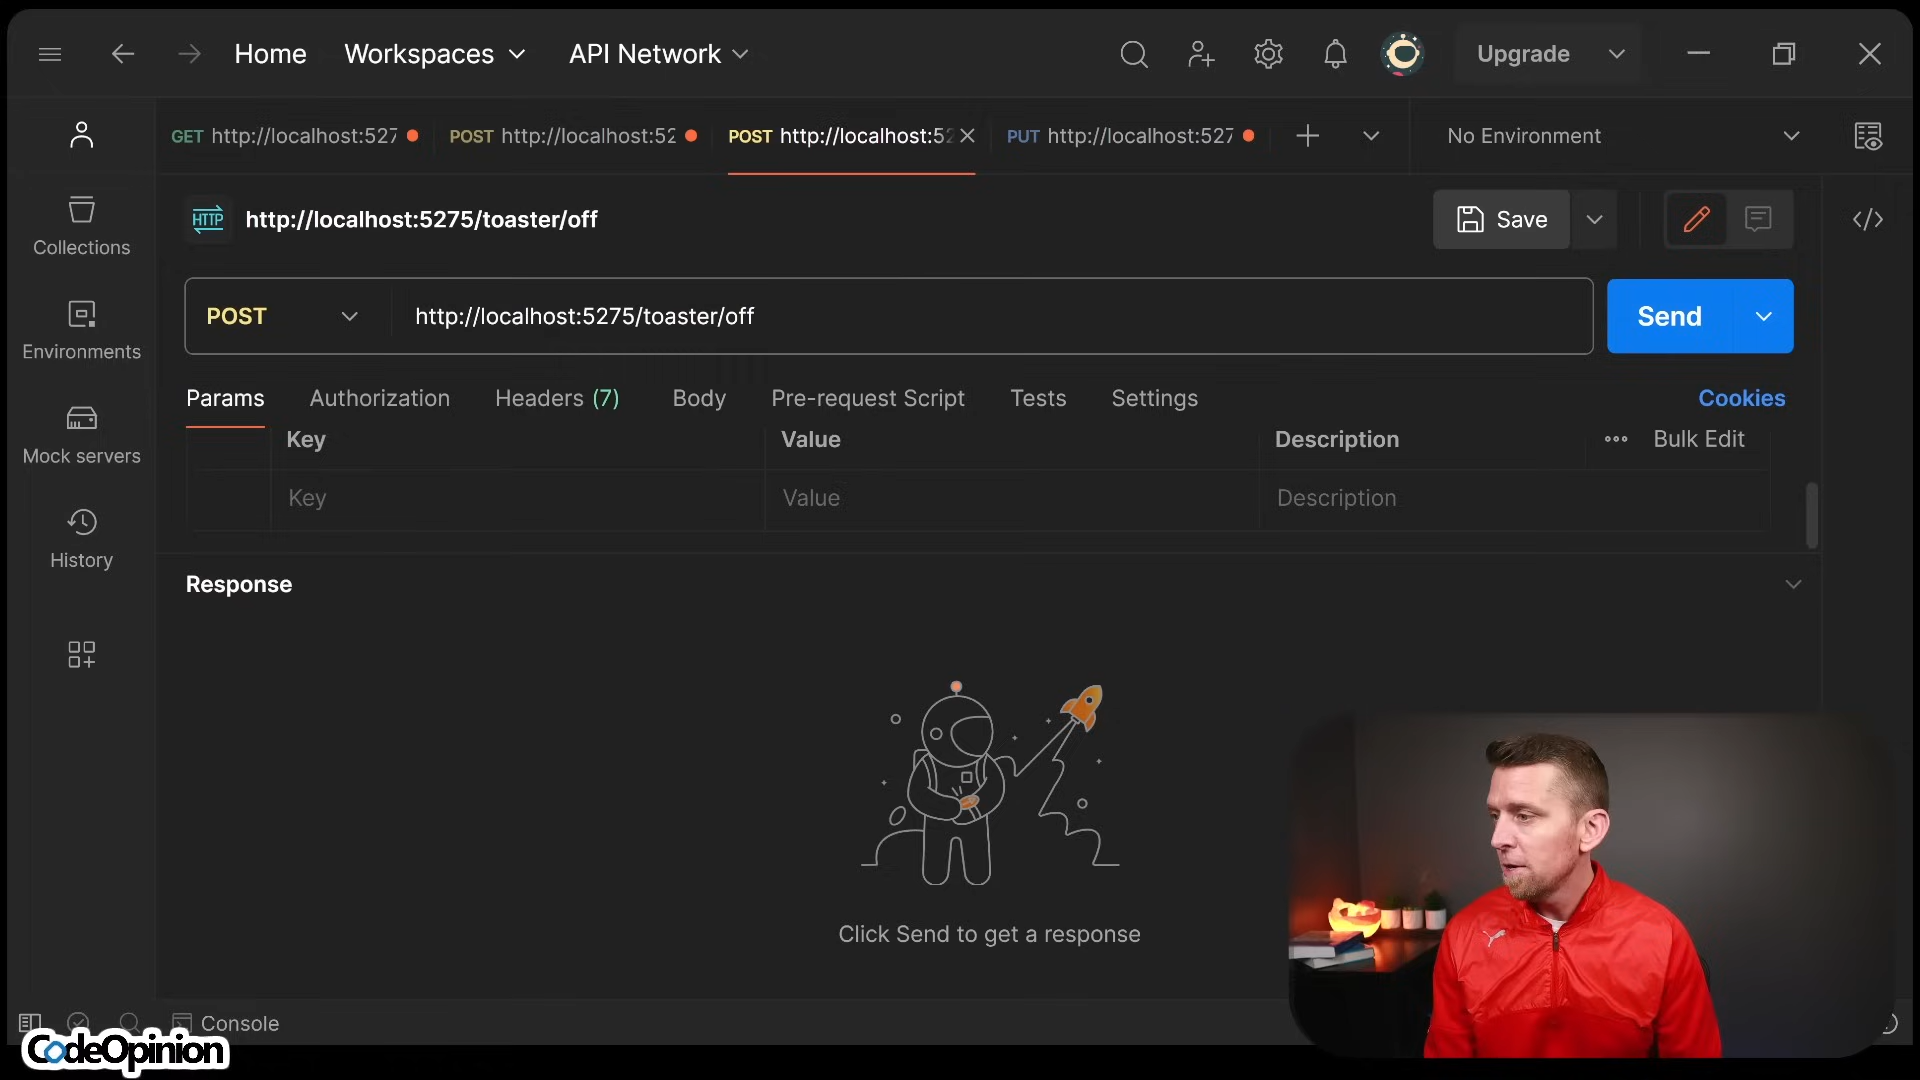 Home Workspaces API Network Upgrade
GET http://localhost:527 POST http://localhost:52 POST http://localhost:52 PUT http://localhost:527 No Environment
HTTP http://localhost:5275/toaster/off Save
POST http://localhost:5275/toaster/off Send
Params Authorization Headers (7) Body Pre-request Script Tests Settings Cookies
Key Value Description Bulk Edit
Key Value Description
Collections
Environments
Mock servers
History
Response
Click Send to get a response
Console
CodeOpinion